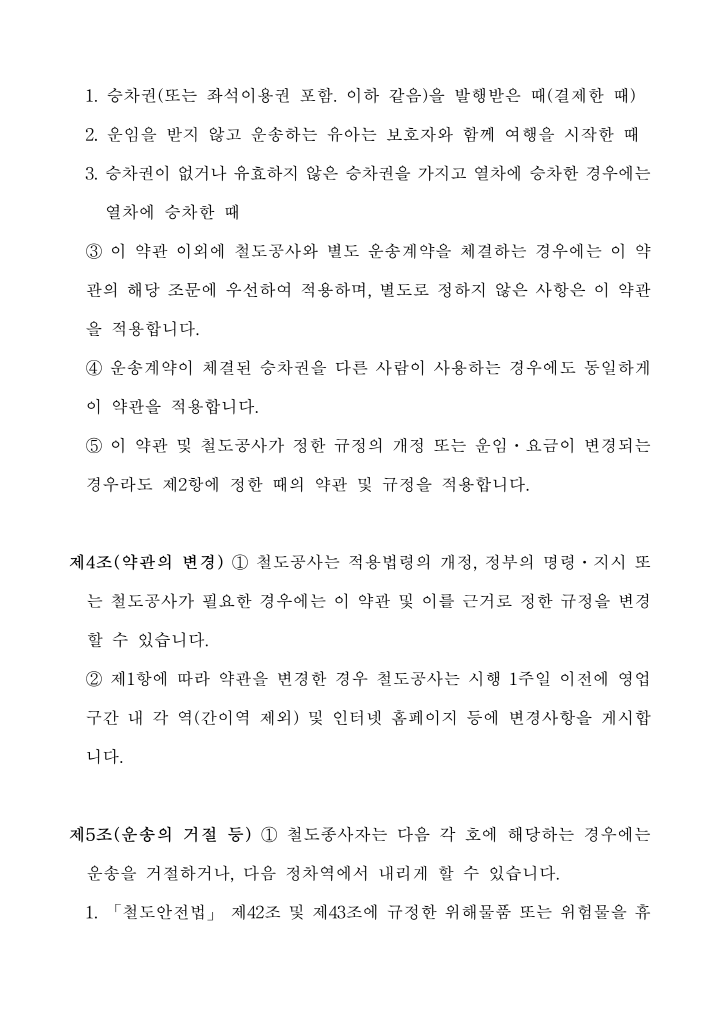 1. 승차권(또는 좌석이용권 포함. 이하 같음)을 발행받은 때(결제한 때)
2. 운임을 받지 않고 운송하는 유아는 보호자와 함께 여행을 시작한 때
3. 승차권이 없거나 유효하지 않은 승차권을 가지고 열차에 승차한 경우에는
열차에 승차한 때
③ 이 약관 이외에 철도공사와 별도 운송계약을 체결하는 경우에는 이 약
관의 해당 조문에 우선하여 적용하며, 별도로 정하지 않은 사항은 이 약관
을 적용합니다.
④ 운송계약이 체결된 승차권을 다른 사람이 사용하는 경우에도 동일하게
이 약관을 적용합니다.
⑤ 이 약관 및 철도공사가 정한 규정의 개정 또는 운임·요금이 변경되는
경우라도 제2항에 정한 때의 약관 및 규정을 적용합니다.
제4조(약관의 변경) ① 철도공사는 적용법령의 개정, 정부의 명령·지시 또
는 철도공사가 필요한 경우에는 이 약관 및 이를 근거로 정한 규정을 변경
할 수 있습니다.
② 제1항에 따라 약관을 변경한 경우 철도공사는 시행 1주일 이전에 영업
구간 내 각 역(간이역 제외) 및 인터넷 홈페이지 등에 변경사항을 게시합
니다.
제5조(운송의 거절 등) ① 철도종사자는 다음 각 호에 해당하는 경우에는
운송을 거절하거나, 다음 정차역에서 내리게 할 수 있습니다.
1. 「철도안전법」 제42조 및 제43조에 규정한 위해물품 또는 위험물을 휴